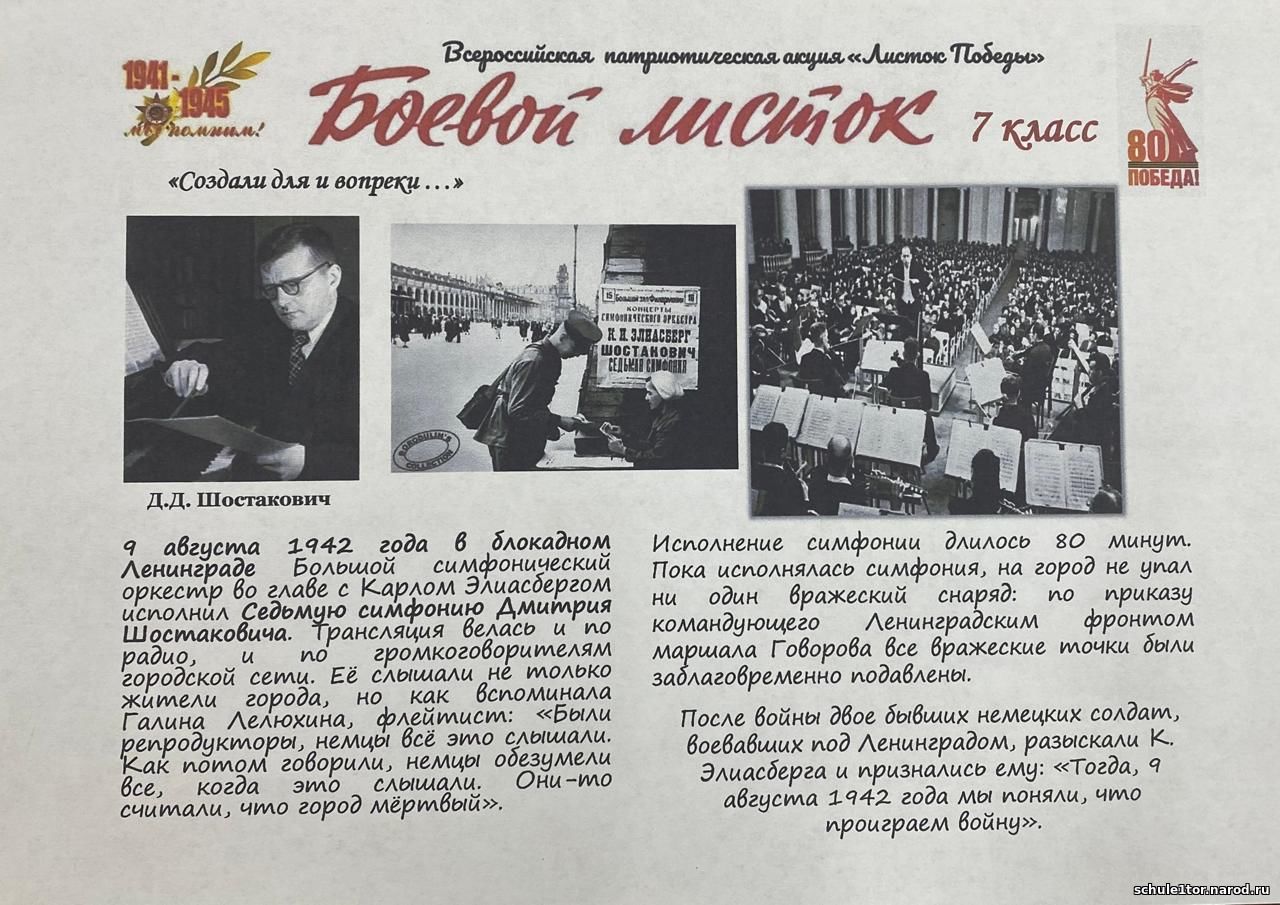 Всероссийская патриотическая акция «Листок Победы»
1941-
1945
мы помним!
Боевой листок
7 класс
80
ПОБЕДА!
«Создали для и вопреки ...»
15 Большой зал Филармонии 16
КОНЦЕРТЫ
СИМФОНИЧЕСКОГО ОРКЕСТРА
К. И. ЭЛИАСБЕРГ
ШОСТАКОВИЧ
СЕДЬМАЯ СИМФОНИЯ
BORODULIN'S
COLLECTION
Д.Д. Шостакович
9 августа 1942 года в блокадном
Ленинграде Большой симфонический
оркестр во главе с Карлом Элиасбергом
исполнил Седьмую симфонию Дмитрия
Шостаковича. Трансляция велась и по
радио, и по громкоговорителям
городской сети. Её слышали не только
жители города, но как вспоминала
Галина Лелюхина, флейтист: «Были
репродукторы, немцы всё это слышали.
Как потом говорили, немцы обезумели
все, когда это слышали. Они-то
считали, что город мёртвый».
Исполнение симфонии длилось 80 минут.
Пока исполнялась симфония, на город не упал
ни один вражеский снаряд: по приказу
командующего Ленинградским фронтом
маршала Говорова все вражеские точки были
заблаговременно подавлены.
После войны двое бывших немецких солдат,
воевавших под Ленинградом, разыскали К.
Элиасберга и признались ему: «Тогда, 9
августа 1942 года мы поняли, что
проиграем войну».
schule1tor.narod.ru